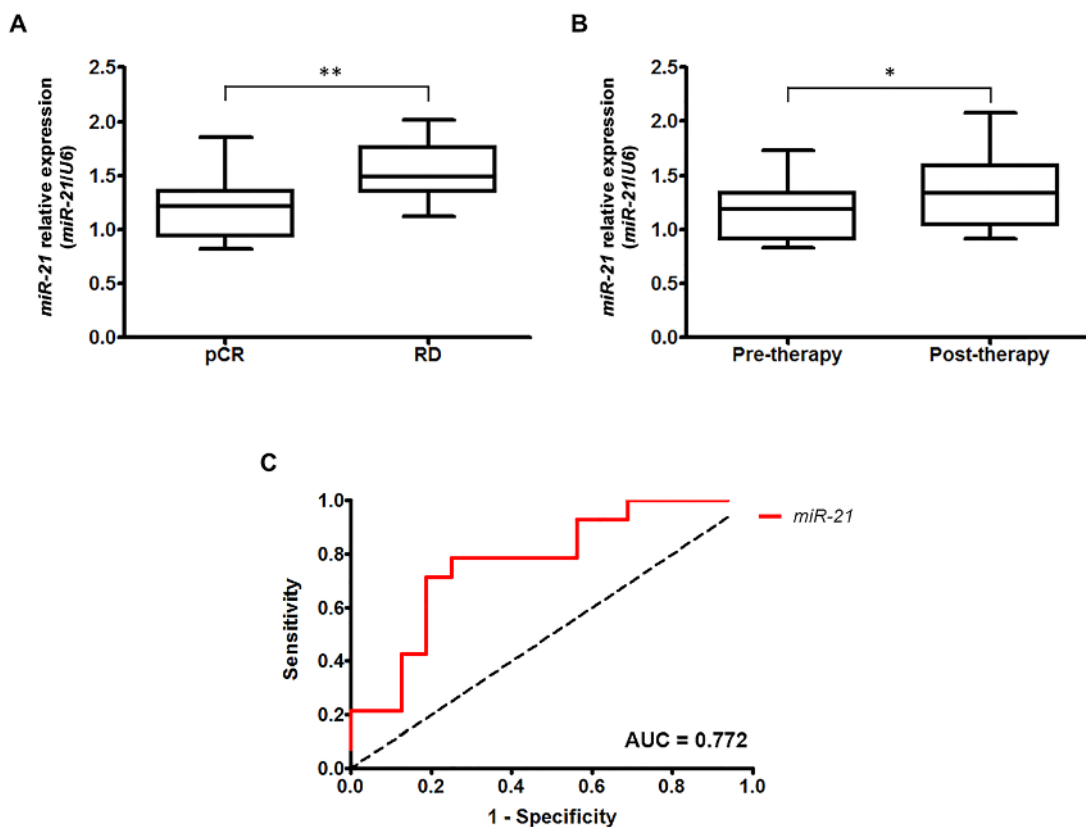 A
miR-21 relative expression
(miR-21/U6)
2.5
2.0
1.5
1.0
0.5
0.0
**
pCR
RD
B
miR-21 relative expression
(miR-21/U6)
2.5
2.0
1.5
1.0
0.5
0.0
*
Pre-therapy
Post-therapy
C
Sensitivity
1.0
0.8
0.6
0.4
0.2
0.0
miR-21
AUC = 0.772
0.0 0.2 0.4 0.6 0.8 1.0
1 - Specificity